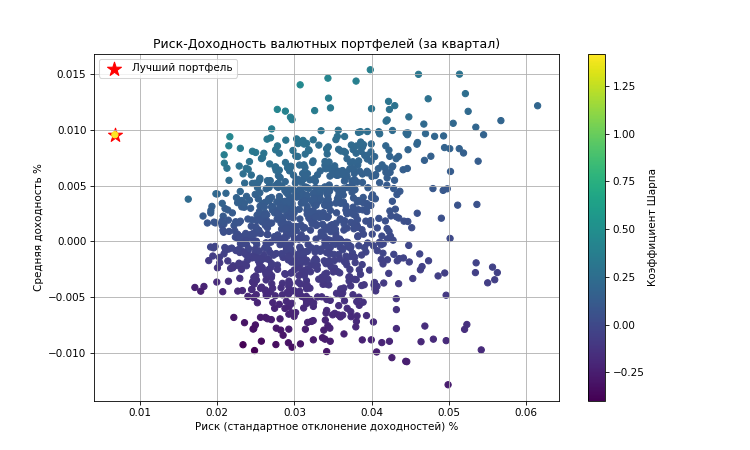 Риск-Доходность валютных портфелей (за квартал)
Лучший портфель
Средняя доходность %
0.015
0.010
0.005
0.000
−0.005
−0.010
0.01 0.02 0.03 0.04 0.05 0.06
Риск (стандартное отклонение доходностей) %
1.25
1.00
0.75
0.50
0.25
0.00
−0.25
Коэффициент Шарпа